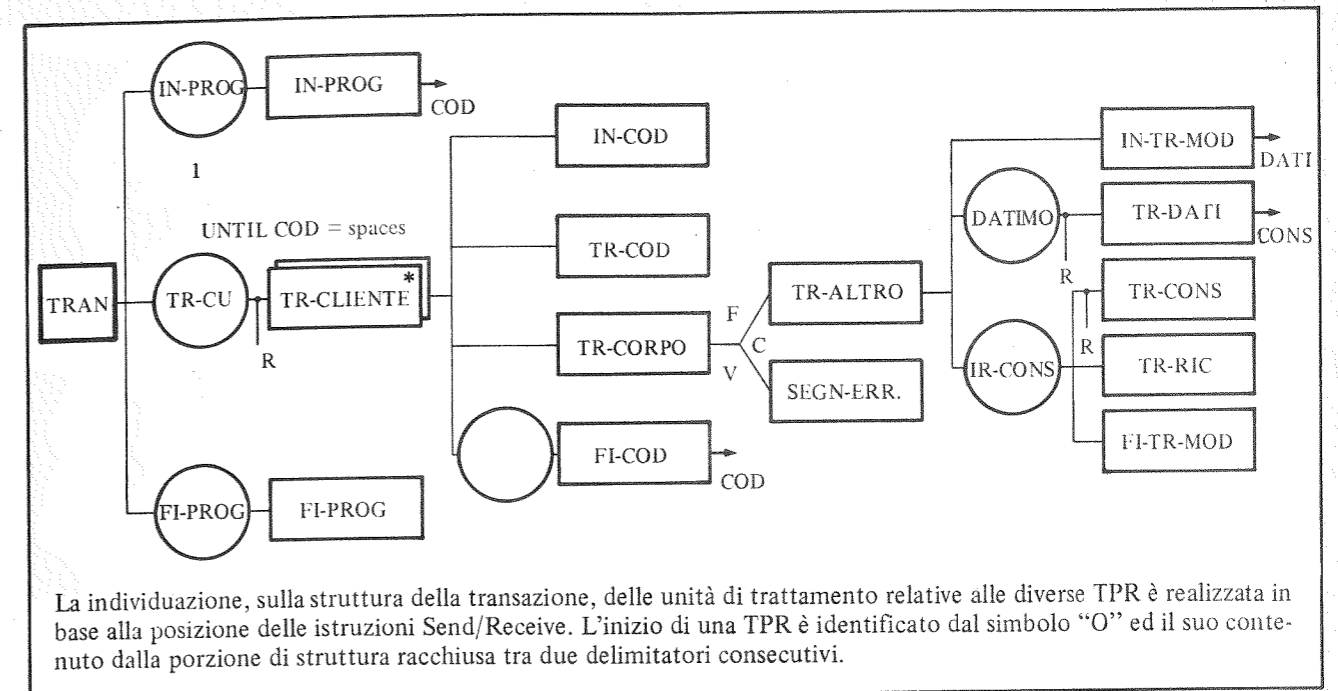 IN-PROG
IN-PROG
COD
1
UNTIL COD = spaces
TRAN
TR-CU
TR-CLIENTE
*
R
FI-PROG
FI-PROG
IN-COD
TR-COD
TR-CORPO
F
C
V
FI-COD
COD
TR-ALTRO
SEGN-ERR.
IN-TR-MOD
DATI
DATIMO
R
TR-DATI
CONS
IR-CONS
R
TR-CONS
TR-RIC
FI-TR-MOD
La individuazione, sulla struttura della transazione, delle unità di trattamento relative alle diverse TPR è realizzata in
base alla posizione delle istruzioni Send/Receive. L'inizio di una TPR è identificato dal simbolo “O” ed il suo conte-
nuto dalla porzione di struttura racchiusa tra due delimitatori consecutivi.